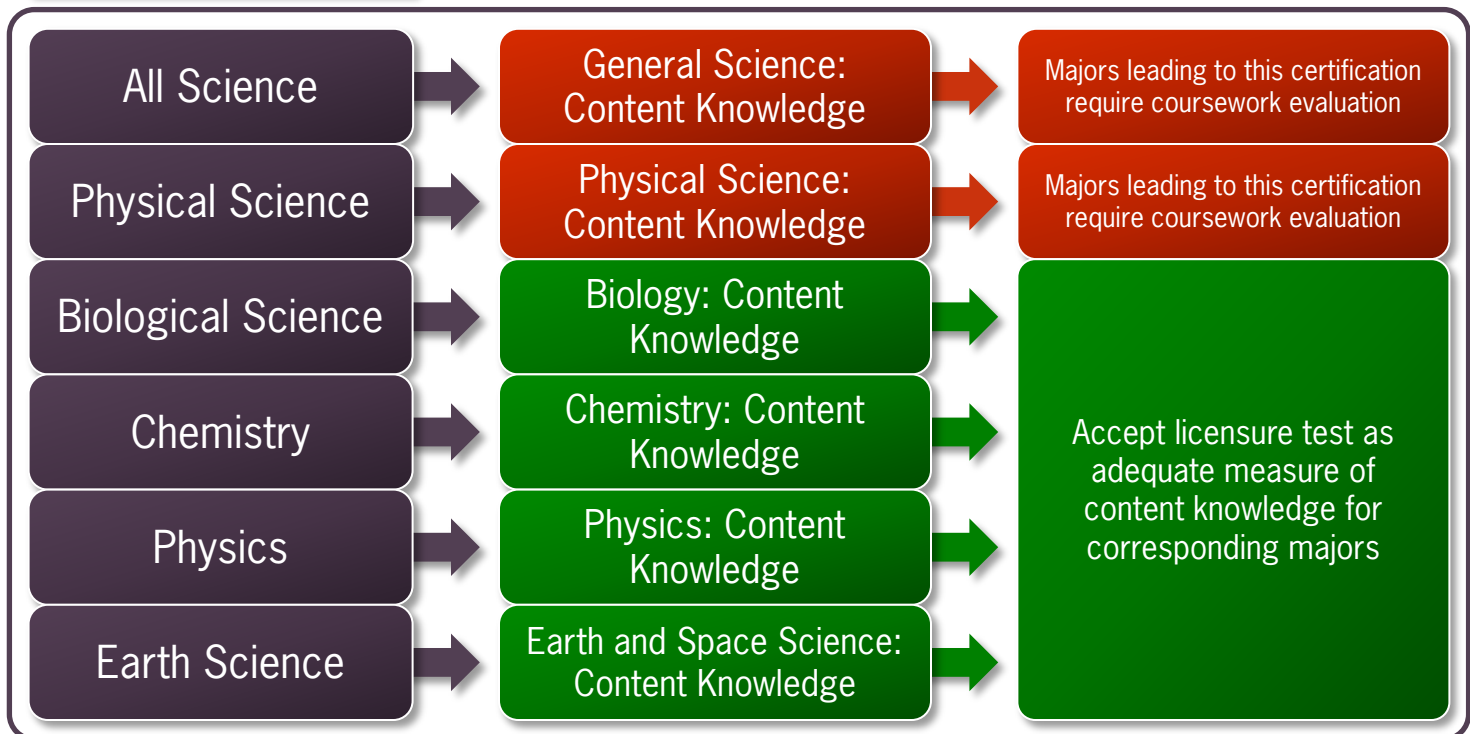 All Science
General Science:
Content Knowledge
Majors leading to this certification
require coursework evaluation
Physical Science
Physical Science:
Content Knowledge
Majors leading to this certification
require coursework evaluation
Biological Science
Biology: Content
Knowledge
Chemistry
Chemistry: Content
Knowledge
Physics
Physics: Content
Knowledge
Earth Science
Earth and Space Science:
Content Knowledge
Accept licensure test as
adequate measure of
content knowledge for
corresponding majors